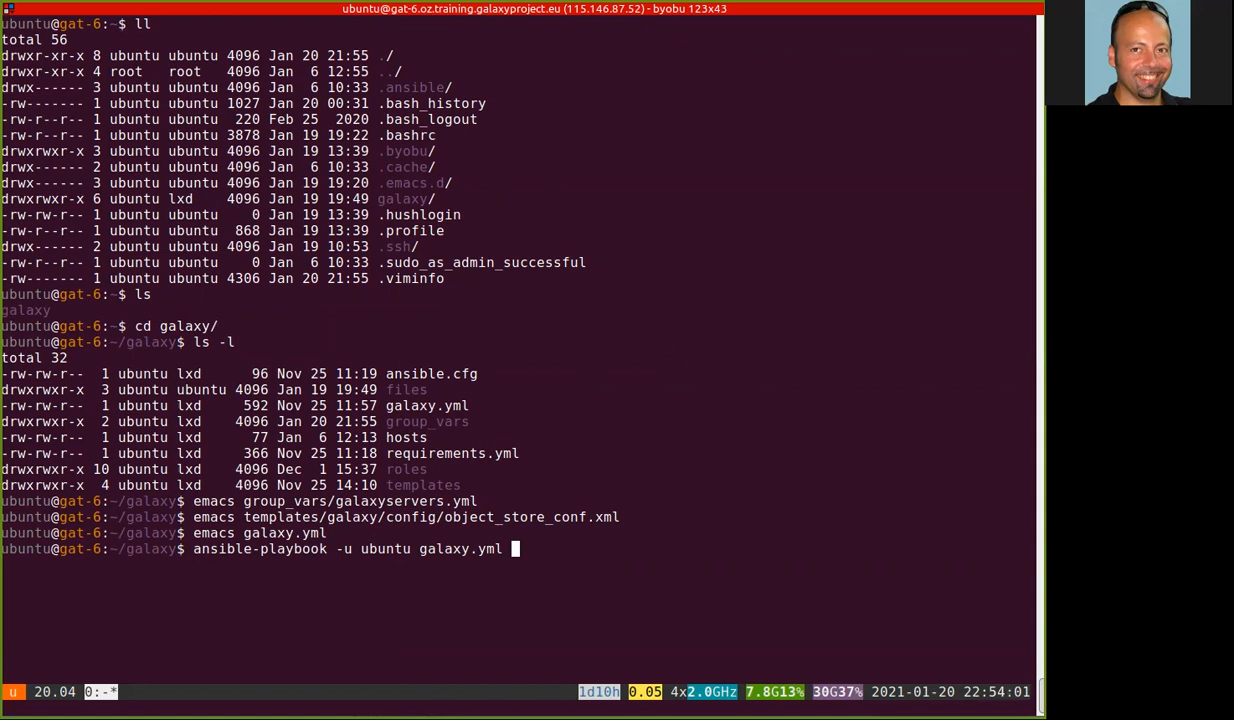 ubuntu@gat-6.oz.training.galaxyproject.eu (115.146.87.52) - byobu 123x43
ubuntu@gat-6:~$ ll
total 56
drwxr-xr-x 8 ubuntu ubuntu 4096 Jan 20 21:55 ./
drwxr-xr-x 4 root   root   4096 Jan  6 12:55 ../
drwx------ 3 ubuntu ubuntu 4096 Jan  6 10:33 .ansible/
-rw------- 1 ubuntu ubuntu 1027 Jan 20 00:31 .bash_history
-rw-r--r-- 1 ubuntu ubuntu  220 Feb 25  2020 .bash_logout
-rw-r--r-- 1 ubuntu ubuntu 3878 Jan 19 19:22 .bashrc
drwxrwxr-x 3 ubuntu ubuntu 4096 Jan 19 13:39 .byobu/
drwx------ 2 ubuntu ubuntu 4096 Jan  6 10:33 .cache/
drwx------ 3 ubuntu ubuntu 4096 Jan 19 19:20 .emacs.d/
drwxrwxr-x 6 ubuntu lxd    4096 Jan 19 19:49 galaxy/
-rw-rw-r-- 1 ubuntu ubuntu    0 Jan 19 13:39 .hushlogin
-rw-r--r-- 1 ubuntu ubuntu  868 Jan 19 13:39 .profile
drwx------ 2 ubuntu ubuntu 4096 Jan 19 10:53 .ssh/
-rw-r--r-- 1 ubuntu ubuntu    0 Jan  6 10:33 .sudo_as_admin_successful
-rw------- 1 ubuntu ubuntu 4306 Jan 20 21:55 .viminfo
ubuntu@gat-6:~$ ls
galaxy
ubuntu@gat-6:~$ cd galaxy/
ubuntu@gat-6:~/galaxy$ ls -l
total 32
-rw-rw-r--  1 ubuntu lxd      96 Nov 25 11:19 ansible.cfg
drwxrwxr-x  3 ubuntu ubuntu 4096 Jan 19 19:49 files
-rw-rw-r--  1 ubuntu lxd     592 Nov 25 11:57 galaxy.yml
drwxrwxr-x  2 ubuntu lxd    4096 Jan 20 21:55 group_vars
-rw-rw-r--  1 ubuntu lxd      77 Jan  6 12:13 hosts
-rw-rw-r--  1 ubuntu lxd     366 Nov 25 11:18 requirements.yml
drwxrwxr-x 10 ubuntu lxd    4096 Dec  1 15:37 roles
drwxrwxr-x  4 ubuntu lxd    4096 Nov 25 14:10 templates
ubuntu@gat-6:~/galaxy$ emacs group_vars/galaxyservers.yml
ubuntu@gat-6:~/galaxy$ emacs templates/galaxy/config/object_store_conf.xml
ubuntu@gat-6:~/galaxy$ emacs galaxy.yml
ubuntu@gat-6:~/galaxy$ ansible-playbook -u ubuntu galaxy.yml
u 20.04 0:-* 1d10h 0.05 4x2.0GHz 7.8G13% 30G37% 2021-01-20 22:54:01